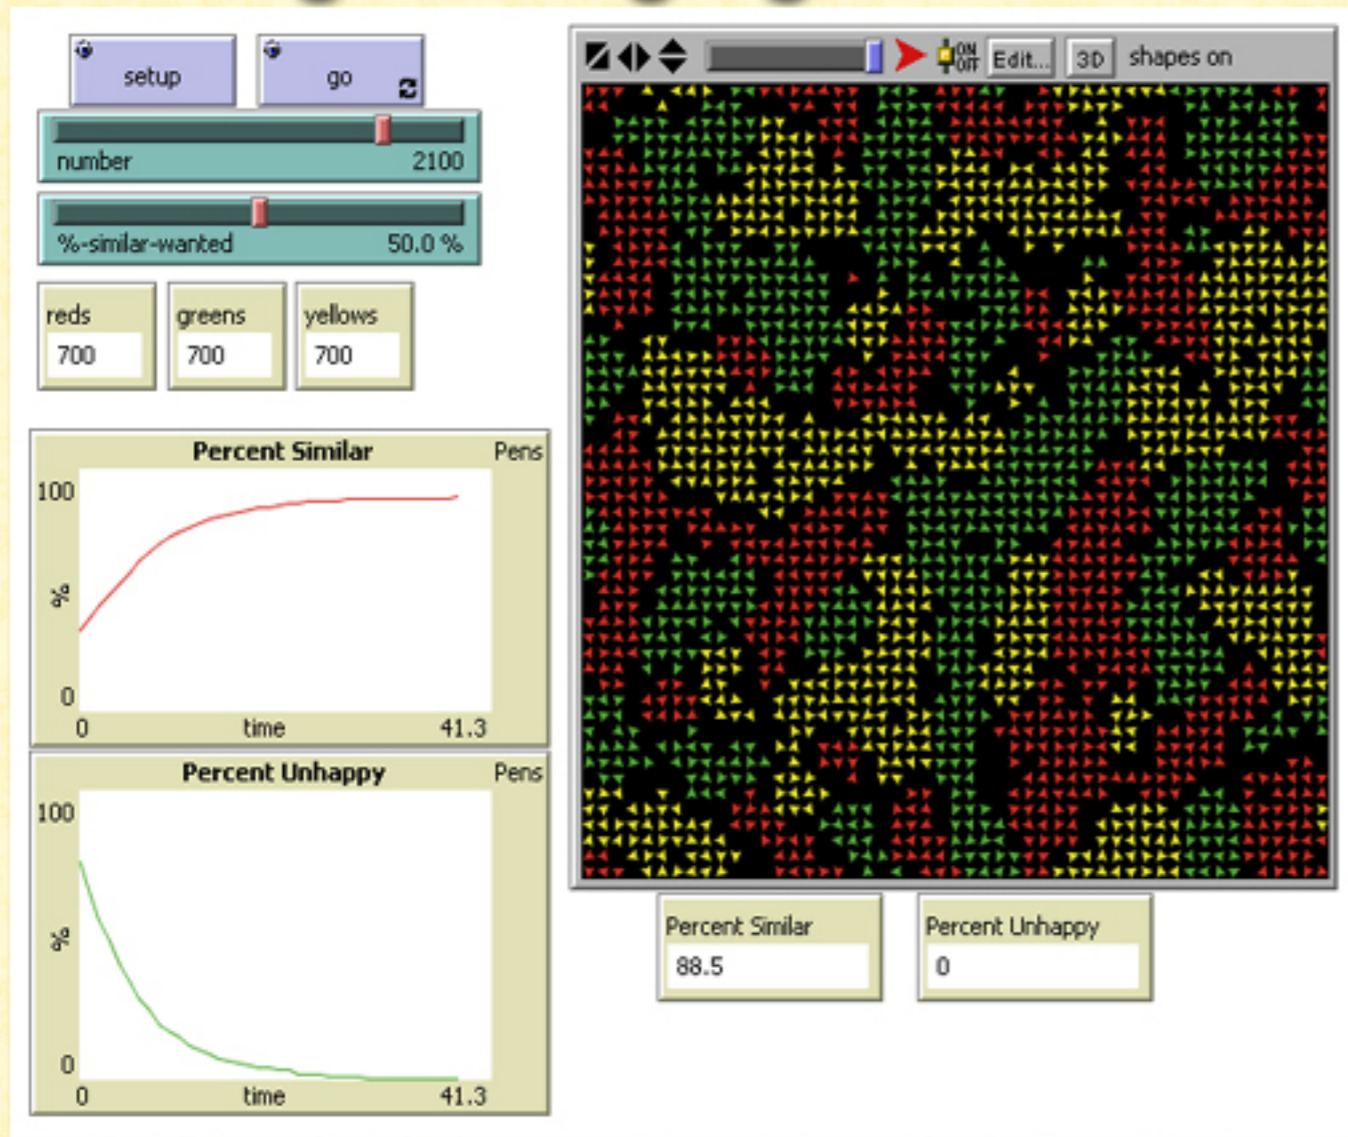 setup
go
number
2100
%-similar-wanted
50.0 %
reds
700
greens
700
yellows
700
Percent Similar
Pens
100
%
0
0
time
41.3
Percent Unhappy
Pens
100
%
0
0
time
41.3
ON
OFF
Edit...
3D
shapes on
Percent Similar
88.5
Percent Unhappy
0